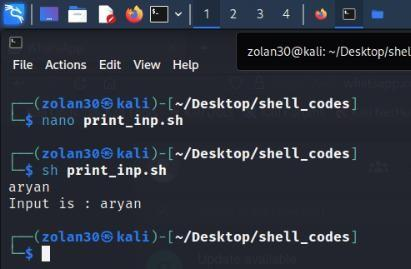 1 2 3 4
zolan30@kali: ~/Desktop/shel
File Actions Edit View Help
┌──(zolan30㉿kali)-[~/Desktop/shell_codes]
└─$ nano print_inp.sh
┌──(zolan30㉿kali)-[~/Desktop/shell_codes]
└─$ sh print_inp.sh
aryan
Input is : aryan
┌──(zolan30㉿kali)-[~/Desktop/shell_codes]
└─$
Update available